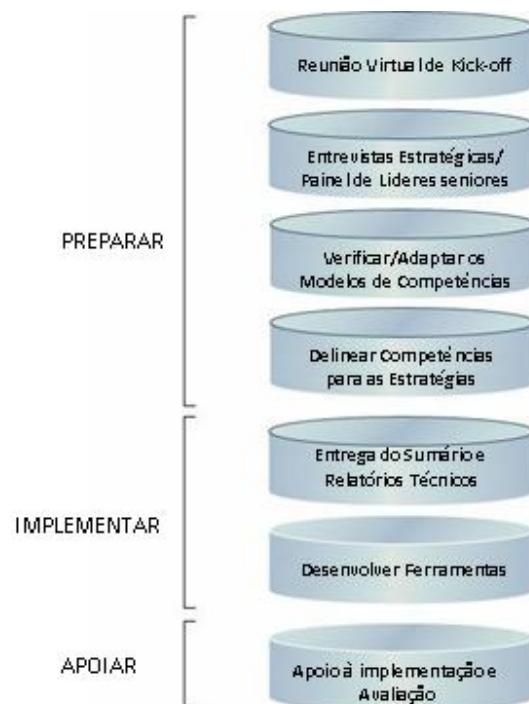 Reunião Virtual de Kick-off
Entrevistas Estratégicas/
Painel de Lideres seniores
PREPARAR
Verificar/Adaptar os
Modelos de Competências
Delinear Competências
para as Estratégias
Entrega do Sumário e
Relatórios Técnicos
IMPLEMENTAR
Desenvolver Ferramentas
APOIAR
Apoio à implementação e
Avaliação